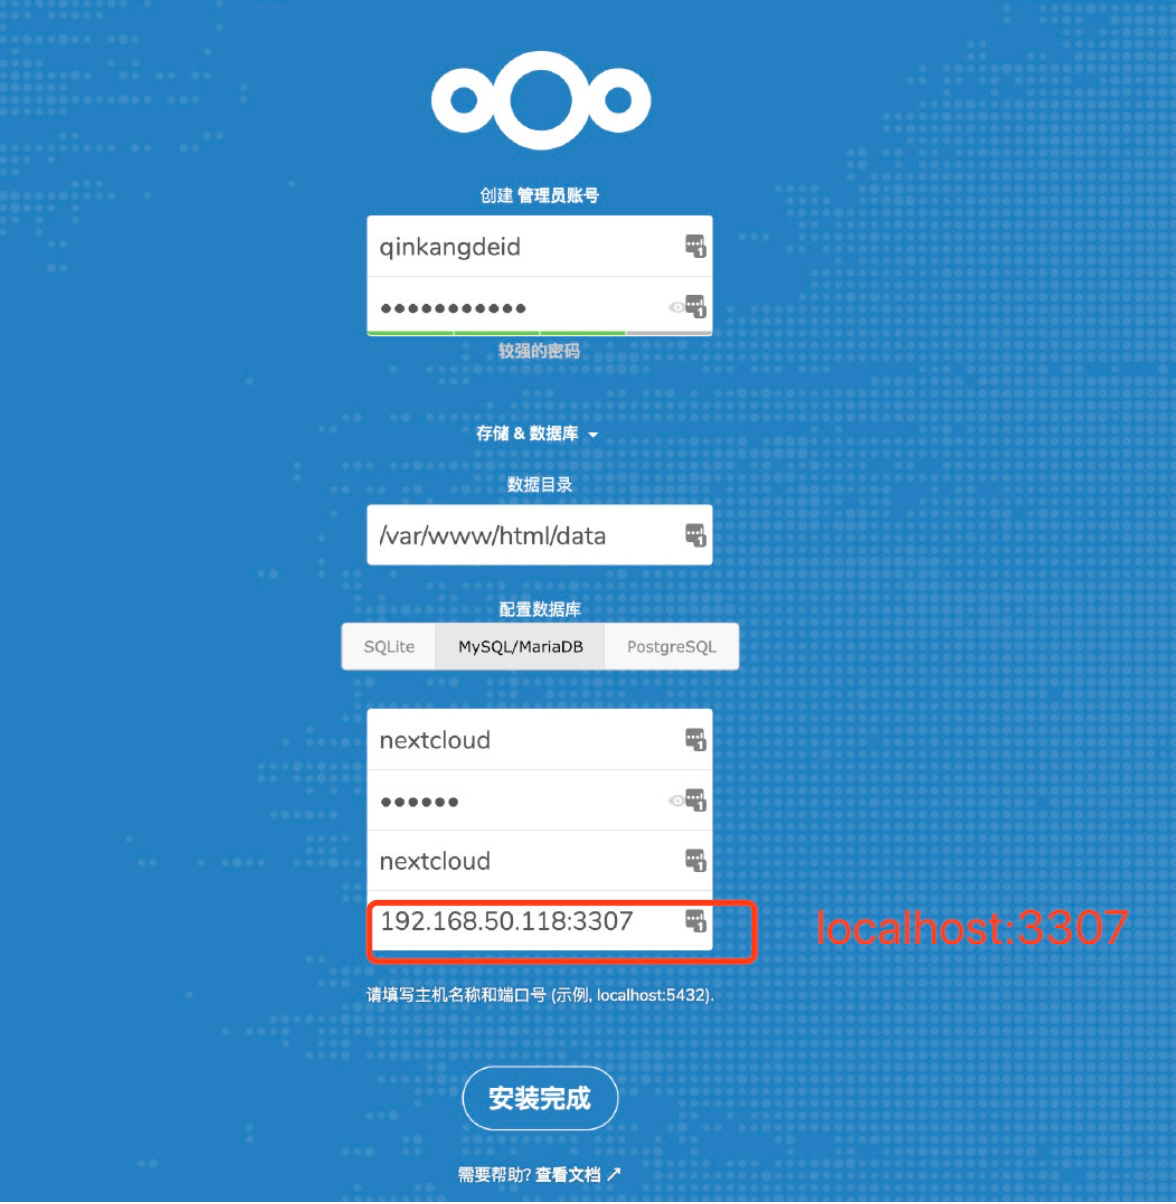 创建 管理员账号
qinkangdeid
较强的密码
存储 & 数据库
数据目录
/var/www/html/data
配置数据库
SQLite MySQL/MariaDB PostgreSQL
nextcloud
nextcloud
192.168.50.118:3307
localhost:3307
请填写主机名称和端口号 (示例, localhost:5432).
安装完成
需要帮助? 查看文档 ↗